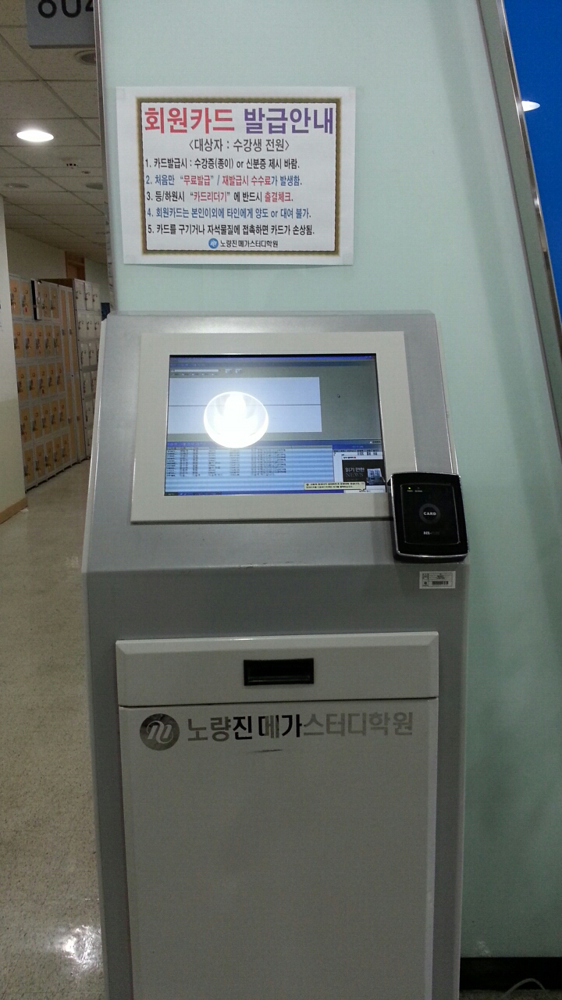 604
회원카드 발급안내
<대상자 : 수강생 전원>
1. 카드발급시 : 수강증(종이) or 신분증 제시 바람.
2. 처음만 “무료발급” / 재발급시 수수료가 발생함.
3. 등/하원시 “카드리더기” 에 반드시 출결체크.
4. 회원카드는 본인이외에 타인에게 양도 or 대여 불가.
5. 카드를 구기거나 자석물질에 접촉하면 카드가 손상됨.
노량진메가스터디학원
NEWS
CARD
노량진메가스터디학원